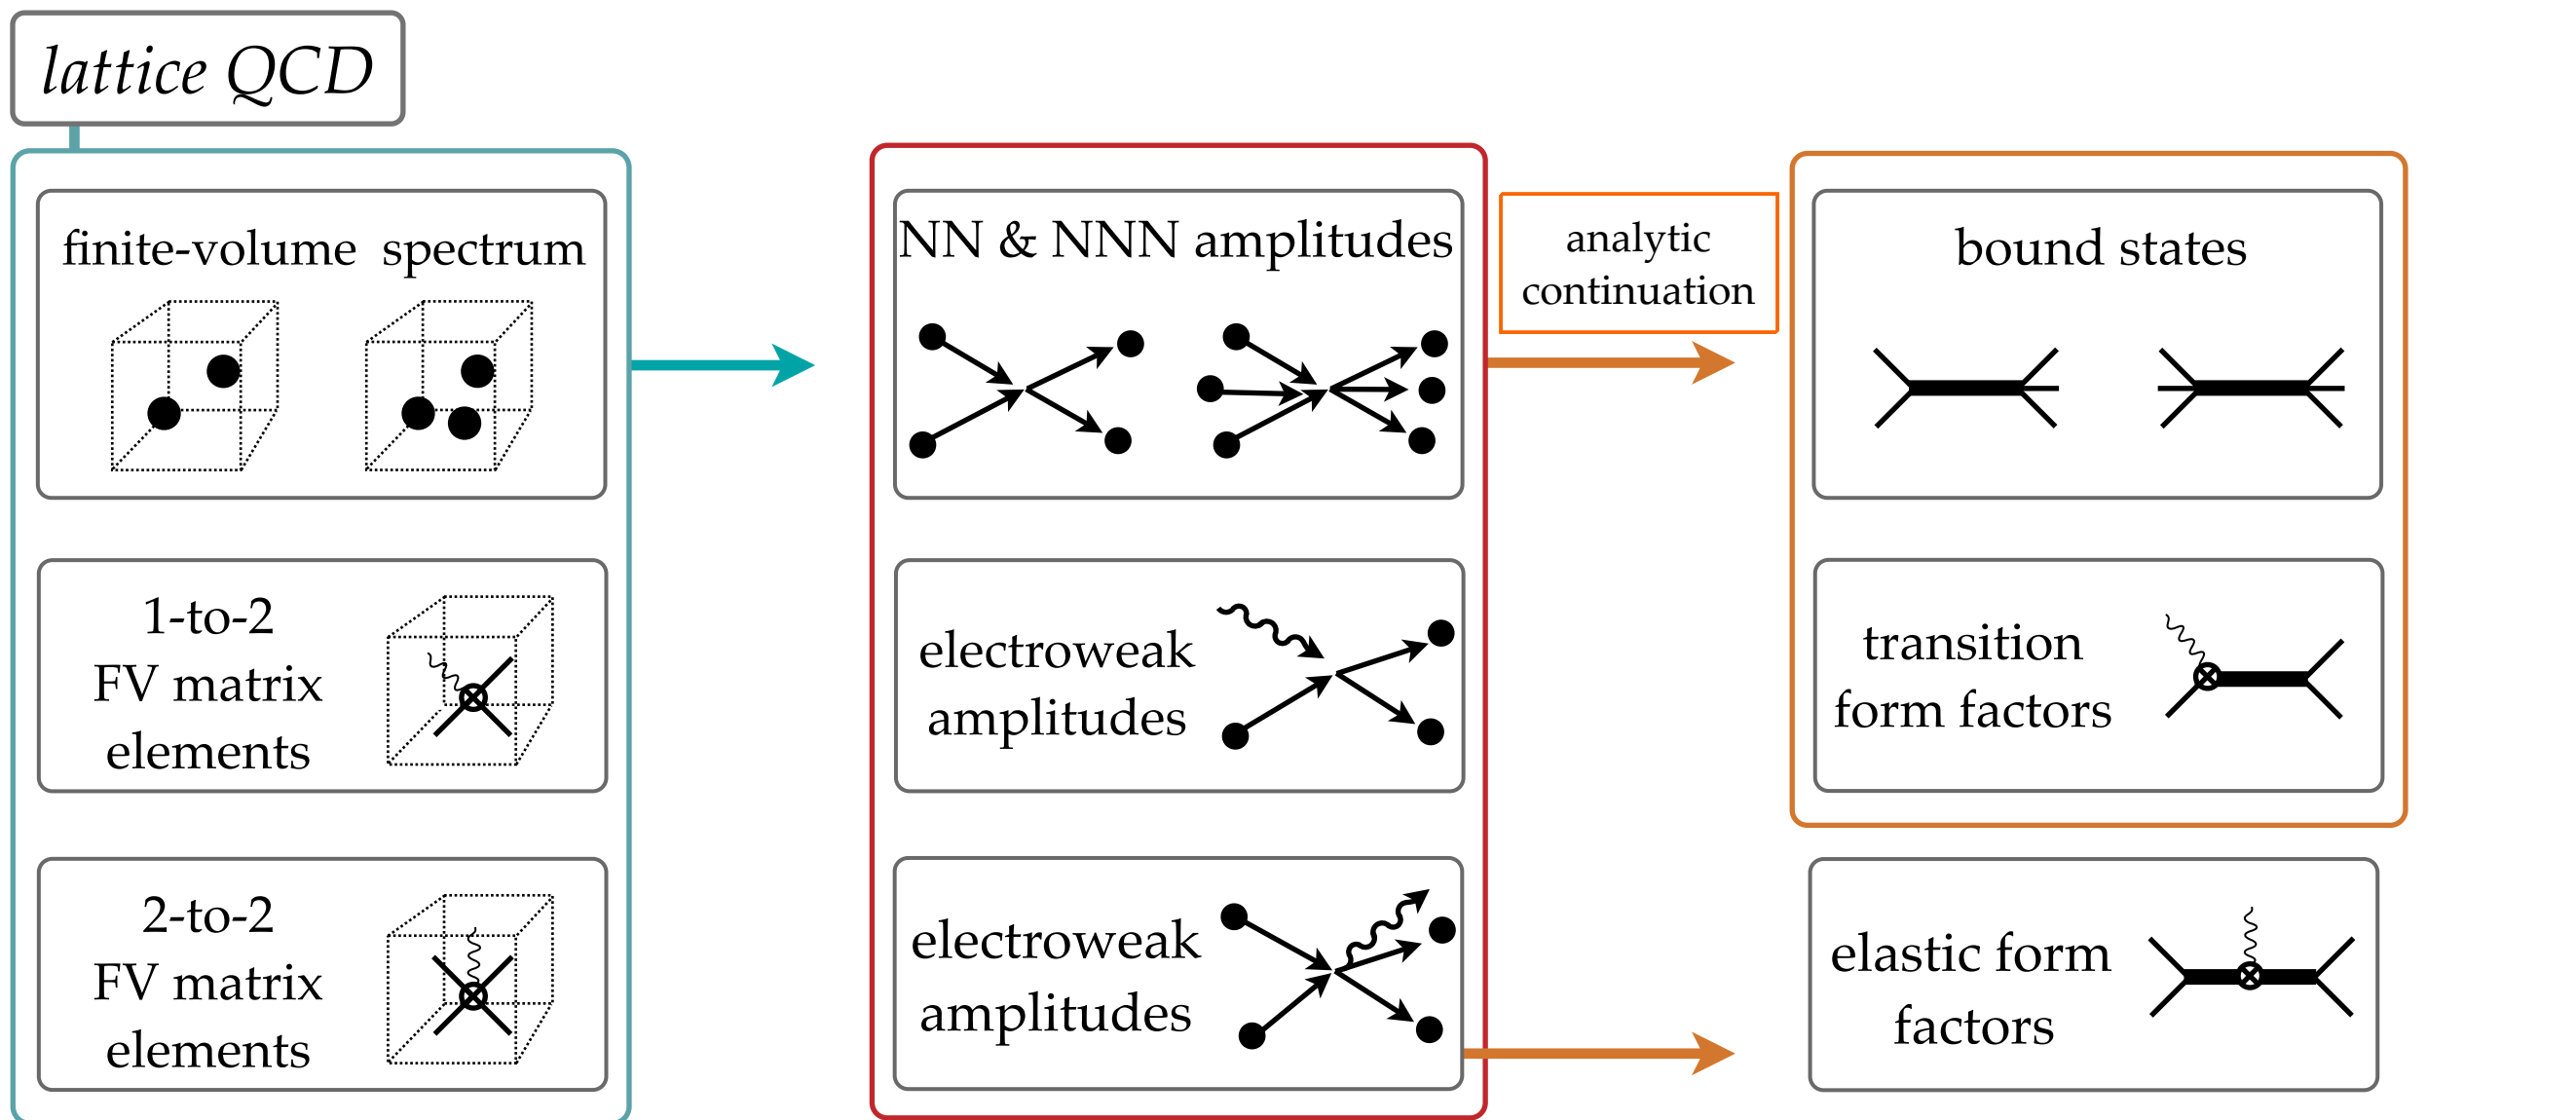 lattice QCD
finite-volume spectrum
1-to-2
FV matrix
elements
2-to-2
FV matrix
elements
NN & NNN amplitudes
electroweak
amplitudes
electroweak
amplitudes
analytic
continuation
bound states
transition
form factors
elastic form
factors